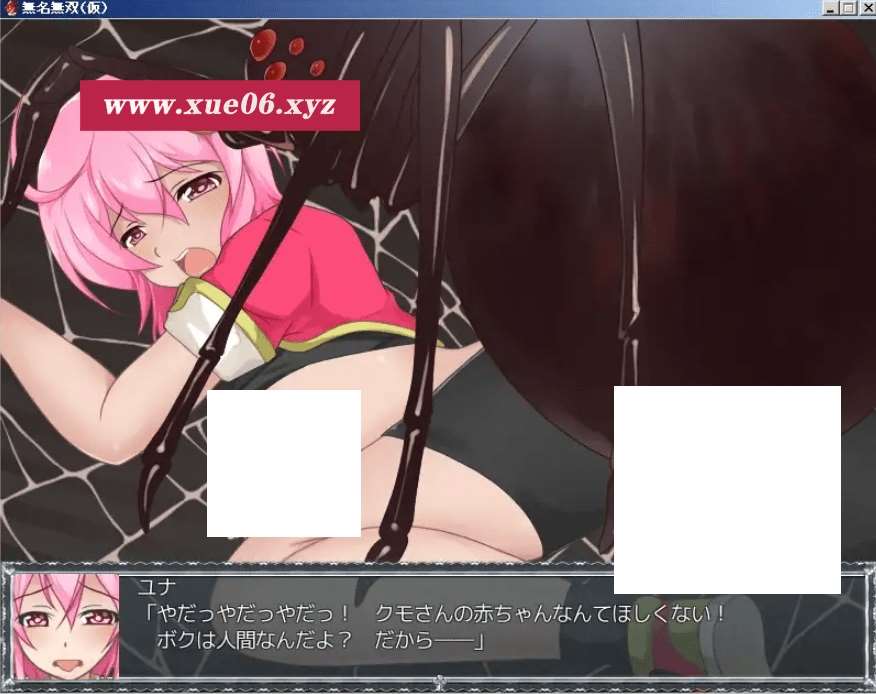 無名無双(仮)
www.xue06.xyz
ユナ
「やだっやだっやだっ！　クモさんの赤ちゃんなんてほしくない！
ボクは人間なんだよ？　だから――」